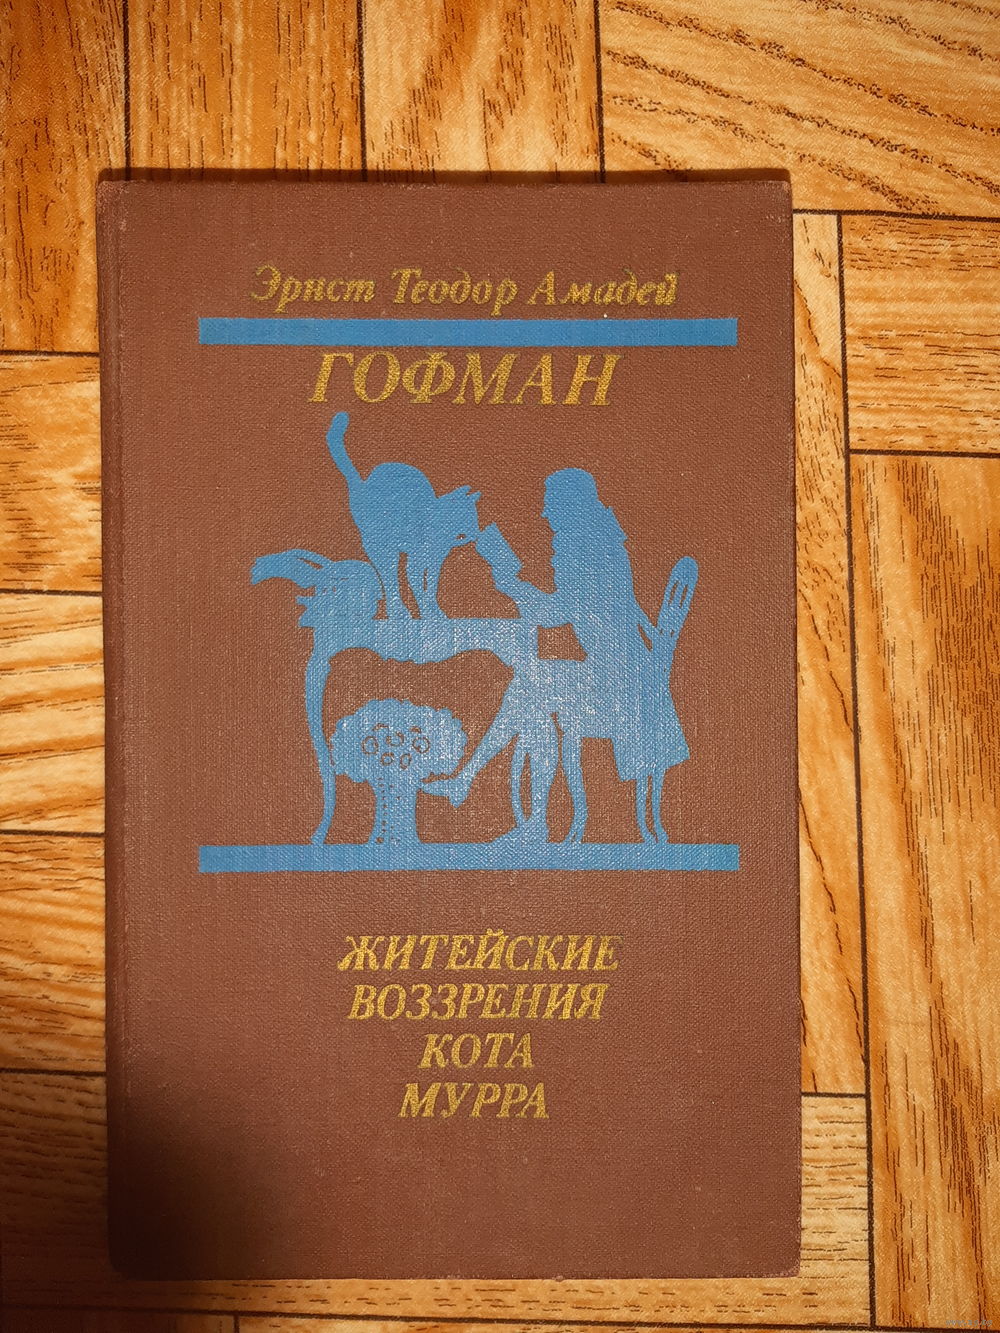 Эрнст Теодор Амадей
ГОФМАН
ЖИТЕЙСКИЕ
ВОЗЗРЕНИЯ
КОТА
МУРРА